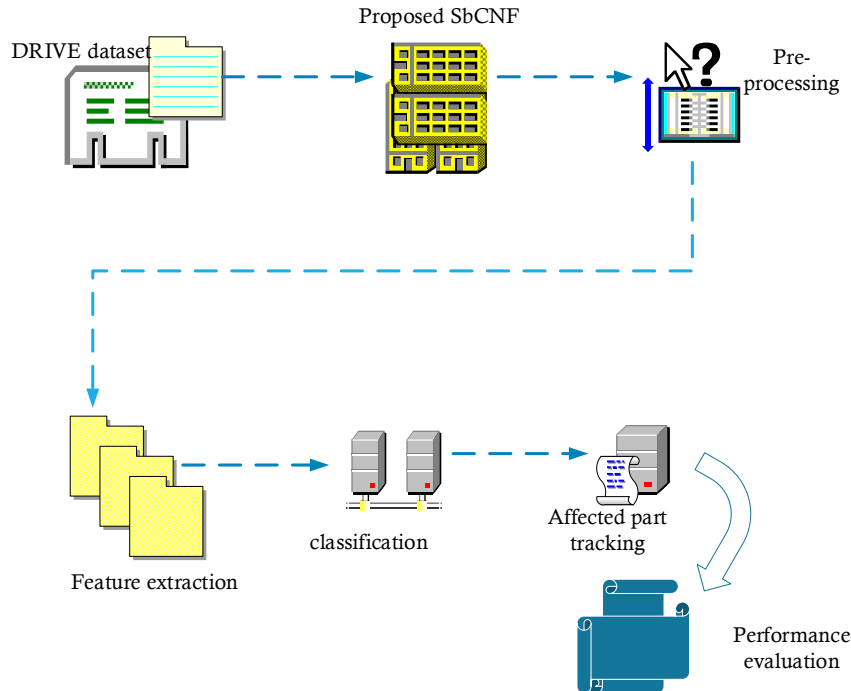 DRIVE dataset
Proposed SbCNF
Pre-
processing
Feature extraction
classification
Affected part
tracking
Performance
evaluation